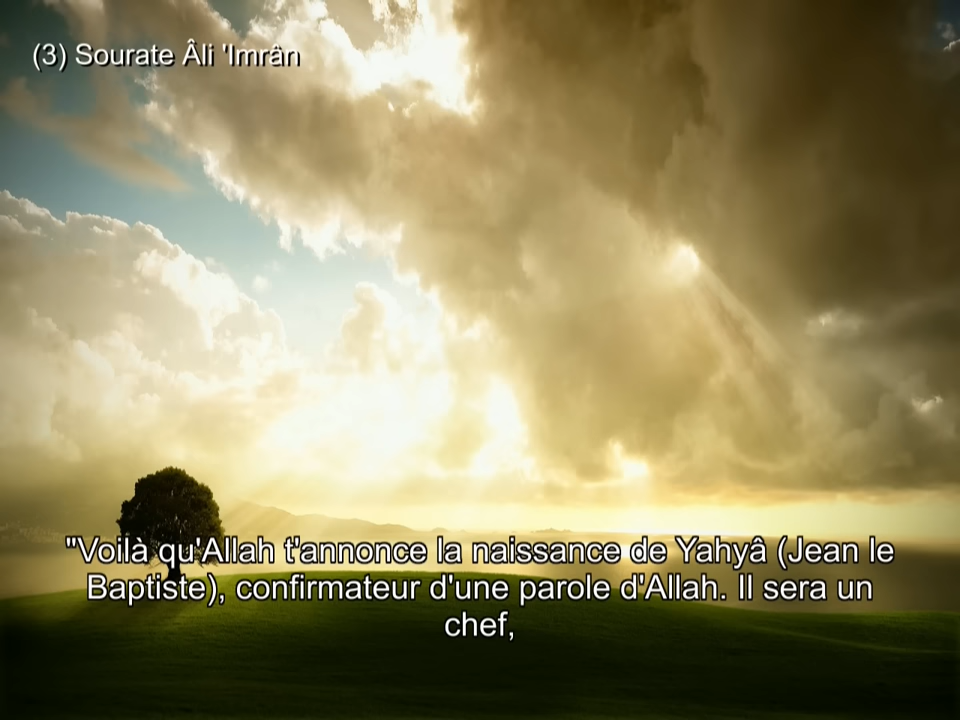 (3) Sourate Âli 'Imrân
"Voilà qu'Allah t'annonce la naissance de Yahyâ (Jean le
Baptiste), confirmateur d'une parole d'Allah. Il sera un
chef,